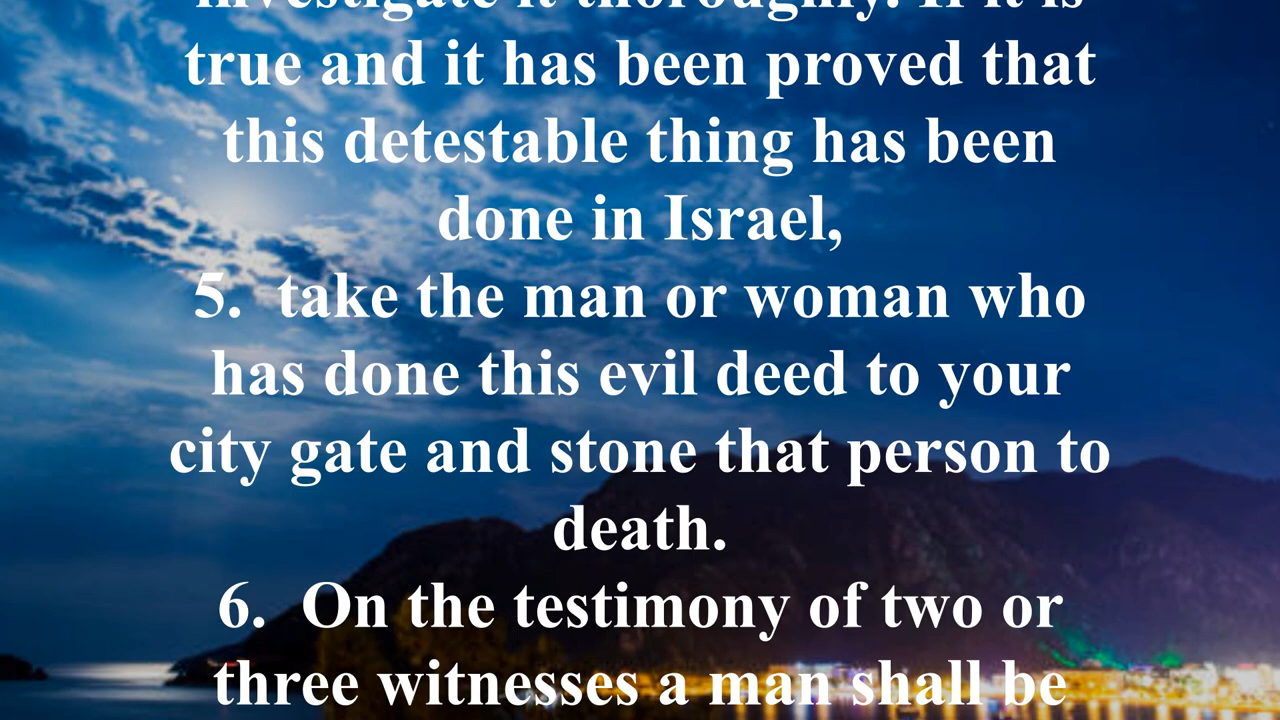 investigate it thoroughly. If it is
true and it has been proved that
this detestable thing has been
done in Israel,
5.  take the man or woman who
has done this evil deed to your
city gate and stone that person to
death.
6.  On the testimony of two or
three witnesses a man shall be